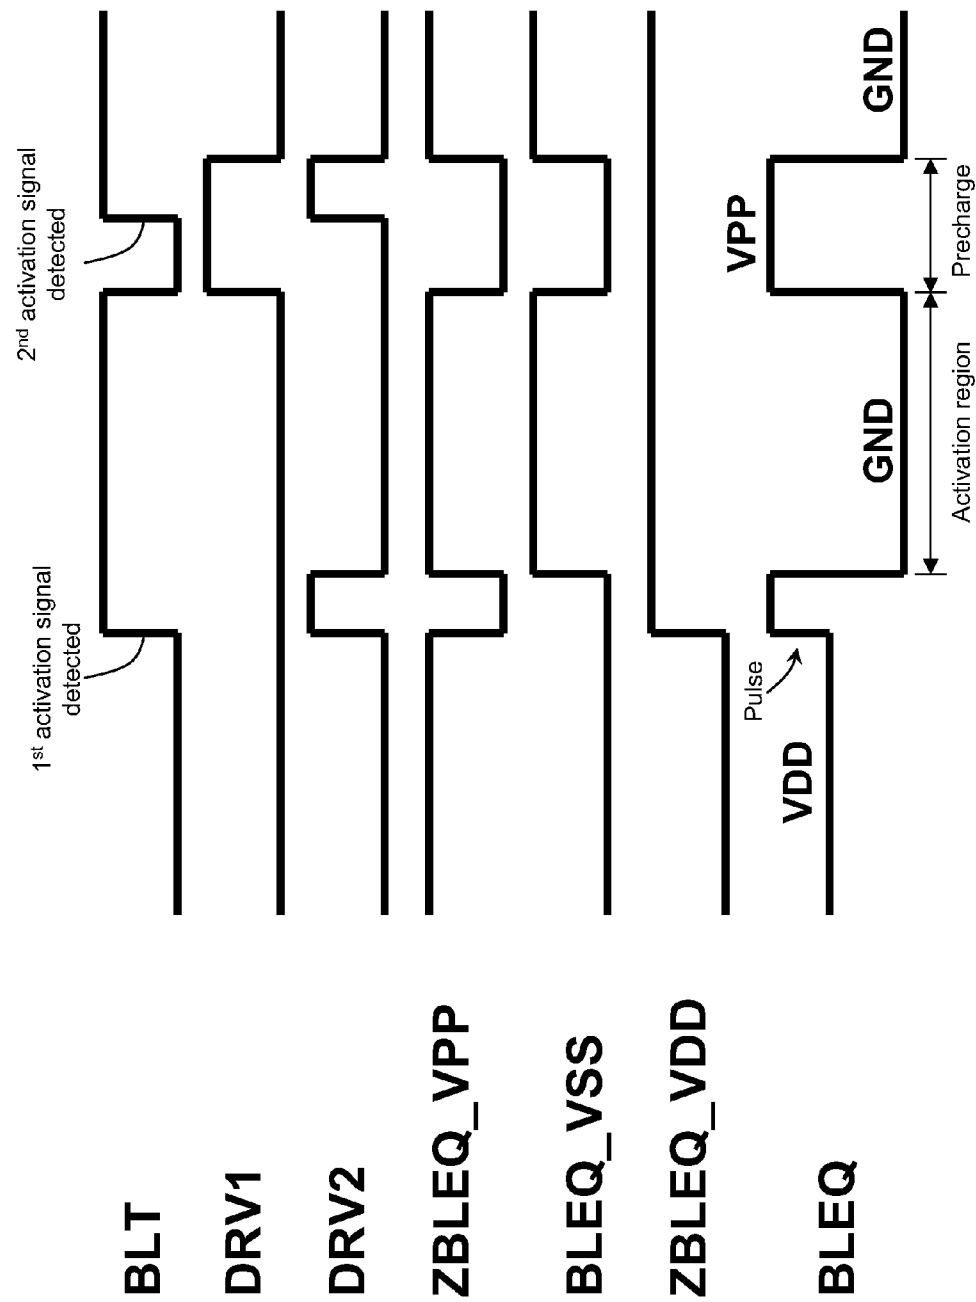 1st activation signal
detected
2nd activation signal
detected
BLT
DRV1
DRV2
ZBLEQ_VPP
BLEQ_VSS
ZBLEQ_VDD
BLEQ
VDD
Pulse
GND
VPP
GND
Activation region
Precharge